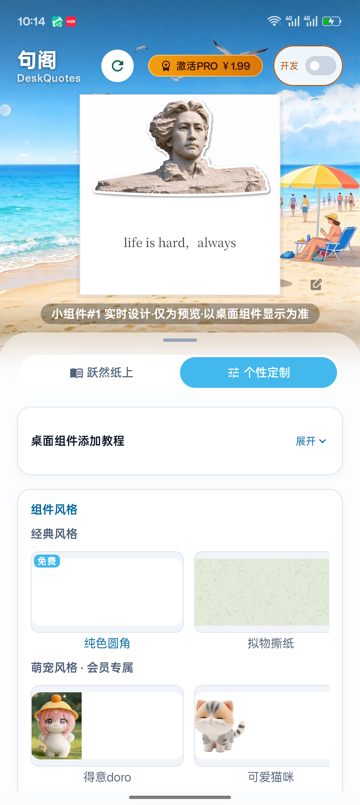 10:14
句阁
DeskQuotes
激活PRO ¥1.99
开发
life is hard，always
小组件#1 实时设计·仅为预览·以桌面组件显示为准
跃然纸上
个性定制
桌面组件添加教程
展开
组件风格
经典风格
免费
纯色圆角
拟物撕纸
萌宠风格 · 会员专属
得意doro
可爱猫咪